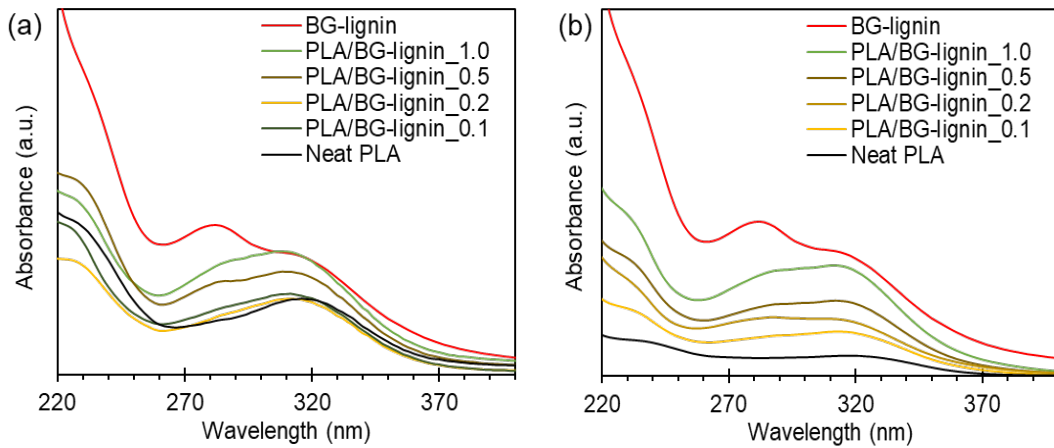 (a)
BG-lignin
PLA/BG-lignin_1.0
PLA/BG-lignin_0.5
PLA/BG-lignin_0.2
PLA/BG-lignin_0.1
Neat PLA
Absorbance (a.u.)
220 270 320 370
Wavelength (nm)
(b)
BG-lignin
PLA/BG-lignin_1.0
PLA/BG-lignin_0.5
PLA/BG-lignin_0.2
PLA/BG-lignin_0.1
Neat PLA
Absorbance (a.u.)
220 270 320 370
Wavelength (nm)